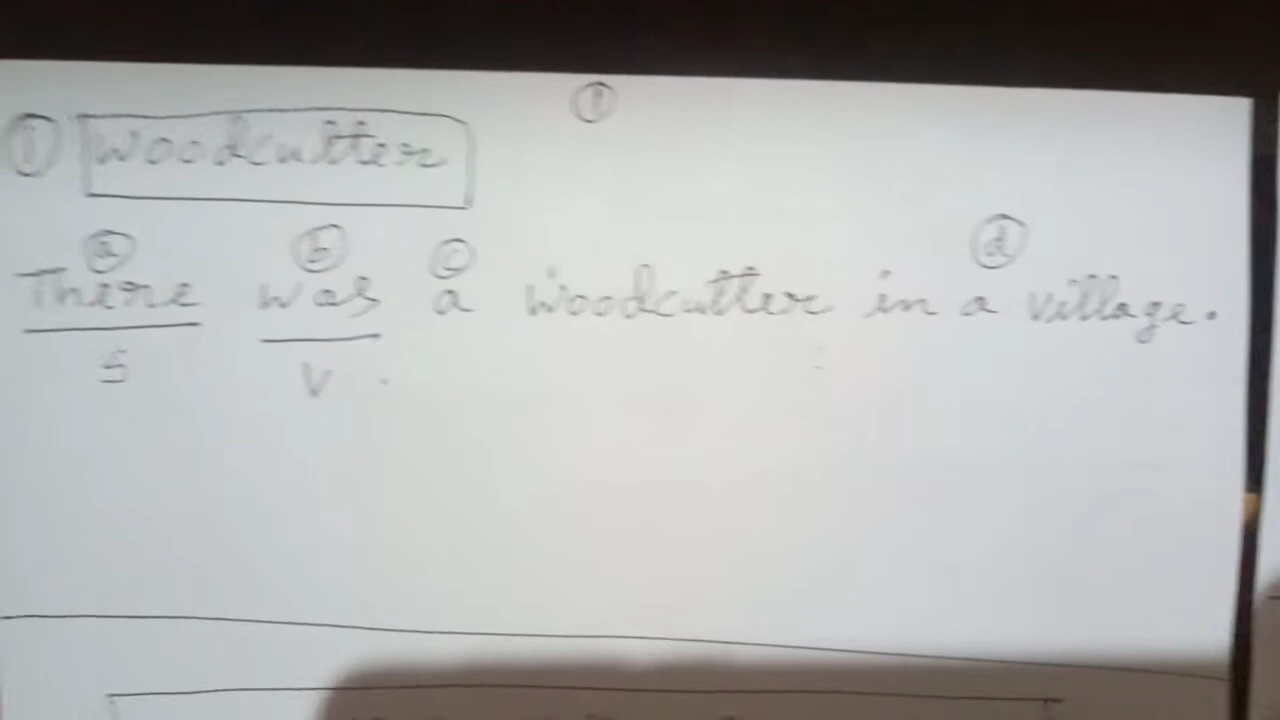 ①
① woodcutter
ⓐ ⓑ ⓒ ⓓ
There was a woodcutter in a village.
S V